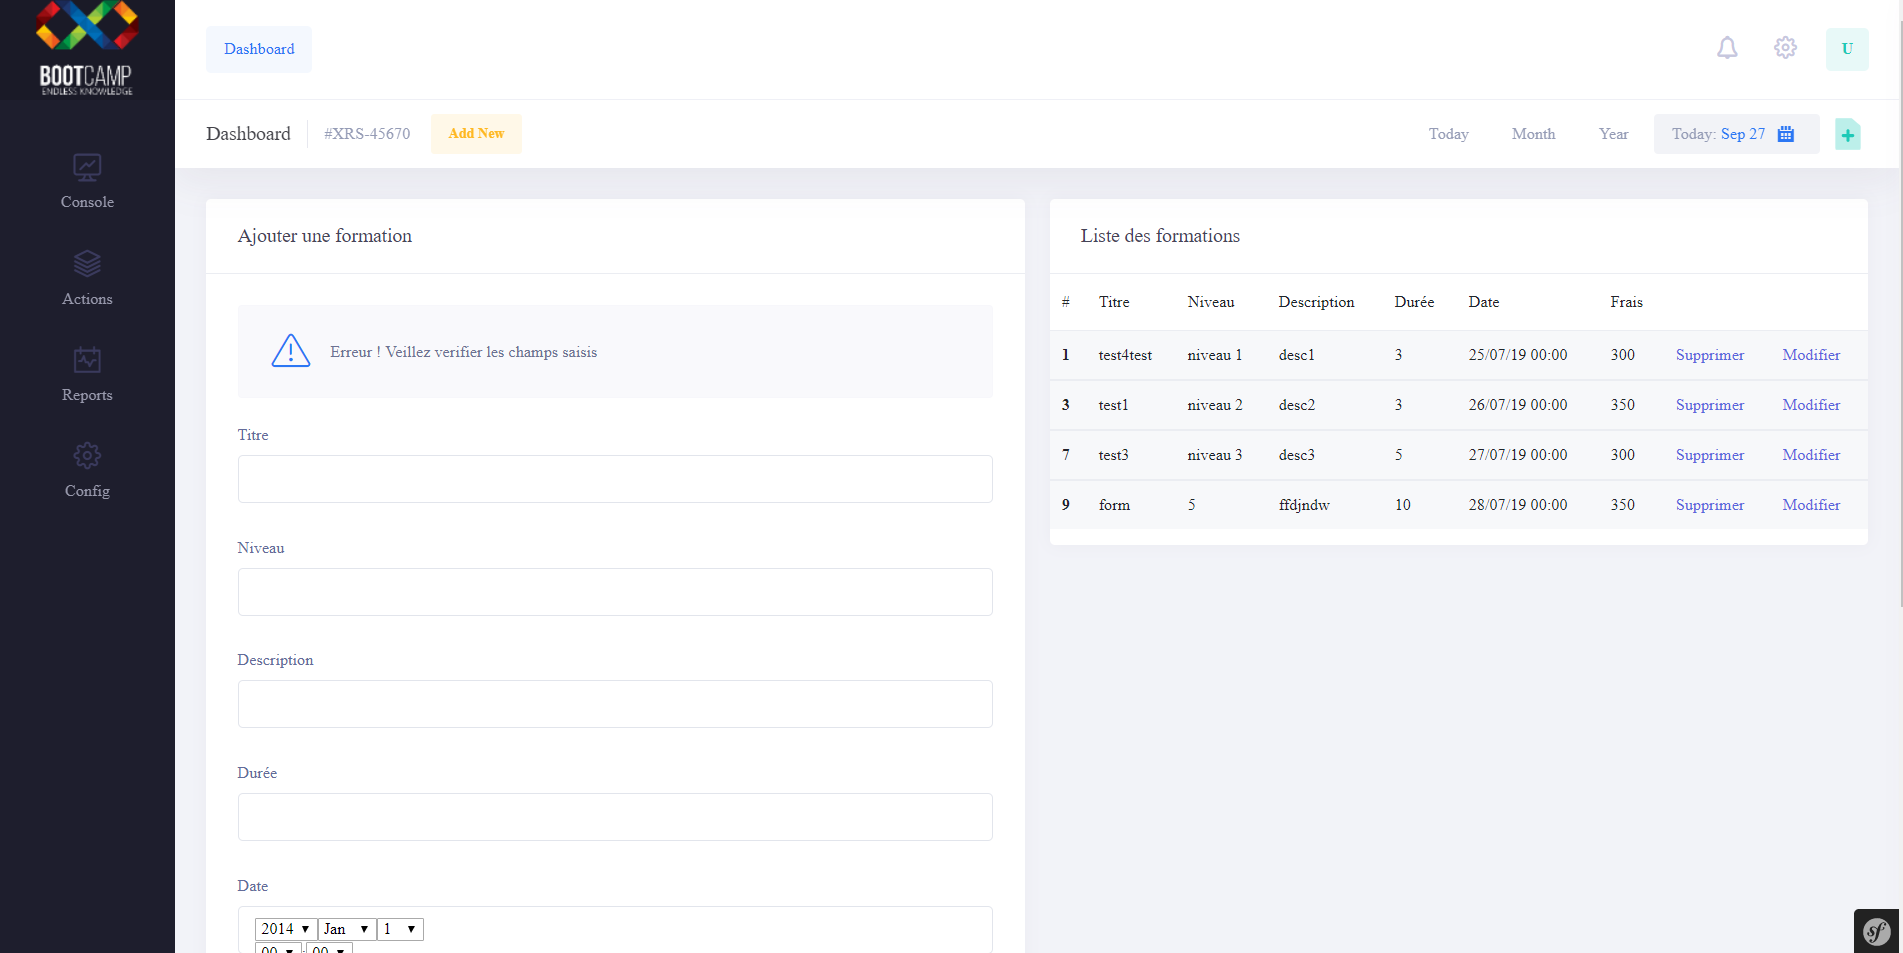 BOOTCAMP
ENDLESS KNOWLEDGE
Console
Actions
Reports
Config
Dashboard
U
Dashboard
#XRS-45670
Add New
Today
Month
Year
Today: Sep 27
Ajouter une formation
Erreur ! Veillez verifier les champs saisis
Titre
Niveau
Description
Durée
Date
2014 Jan 1
00 : 00
Liste des formations
# Titre Niveau Description Durée Date Frais
1 test4test niveau 1 desc1 3 25/07/19 00:00 300 Supprimer Modifier
3 test1 niveau 2 desc2 3 26/07/19 00:00 350 Supprimer Modifier
7 test3 niveau 3 desc3 5 27/07/19 00:00 300 Supprimer Modifier
9 form 5 ffdjndw 10 28/07/19 00:00 350 Supprimer Modifier
sf